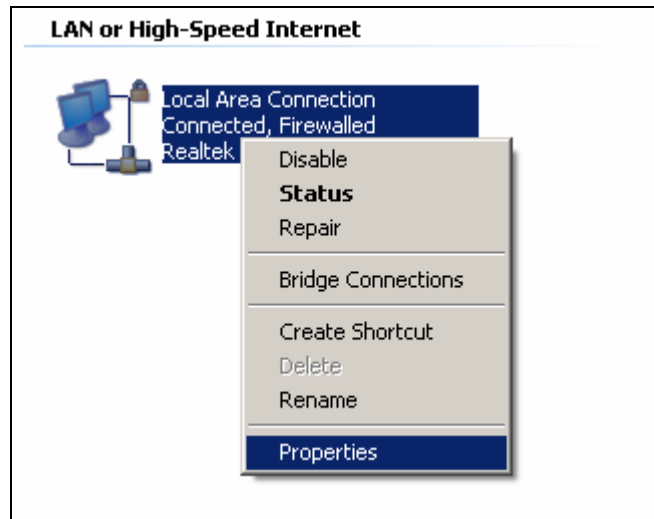 LAN or High-Speed Internet
Local Area Connection
Connected, Firewalled
Realtek
Disable
Status
Repair
Bridge Connections
Create Shortcut
Delete
Rename
Properties